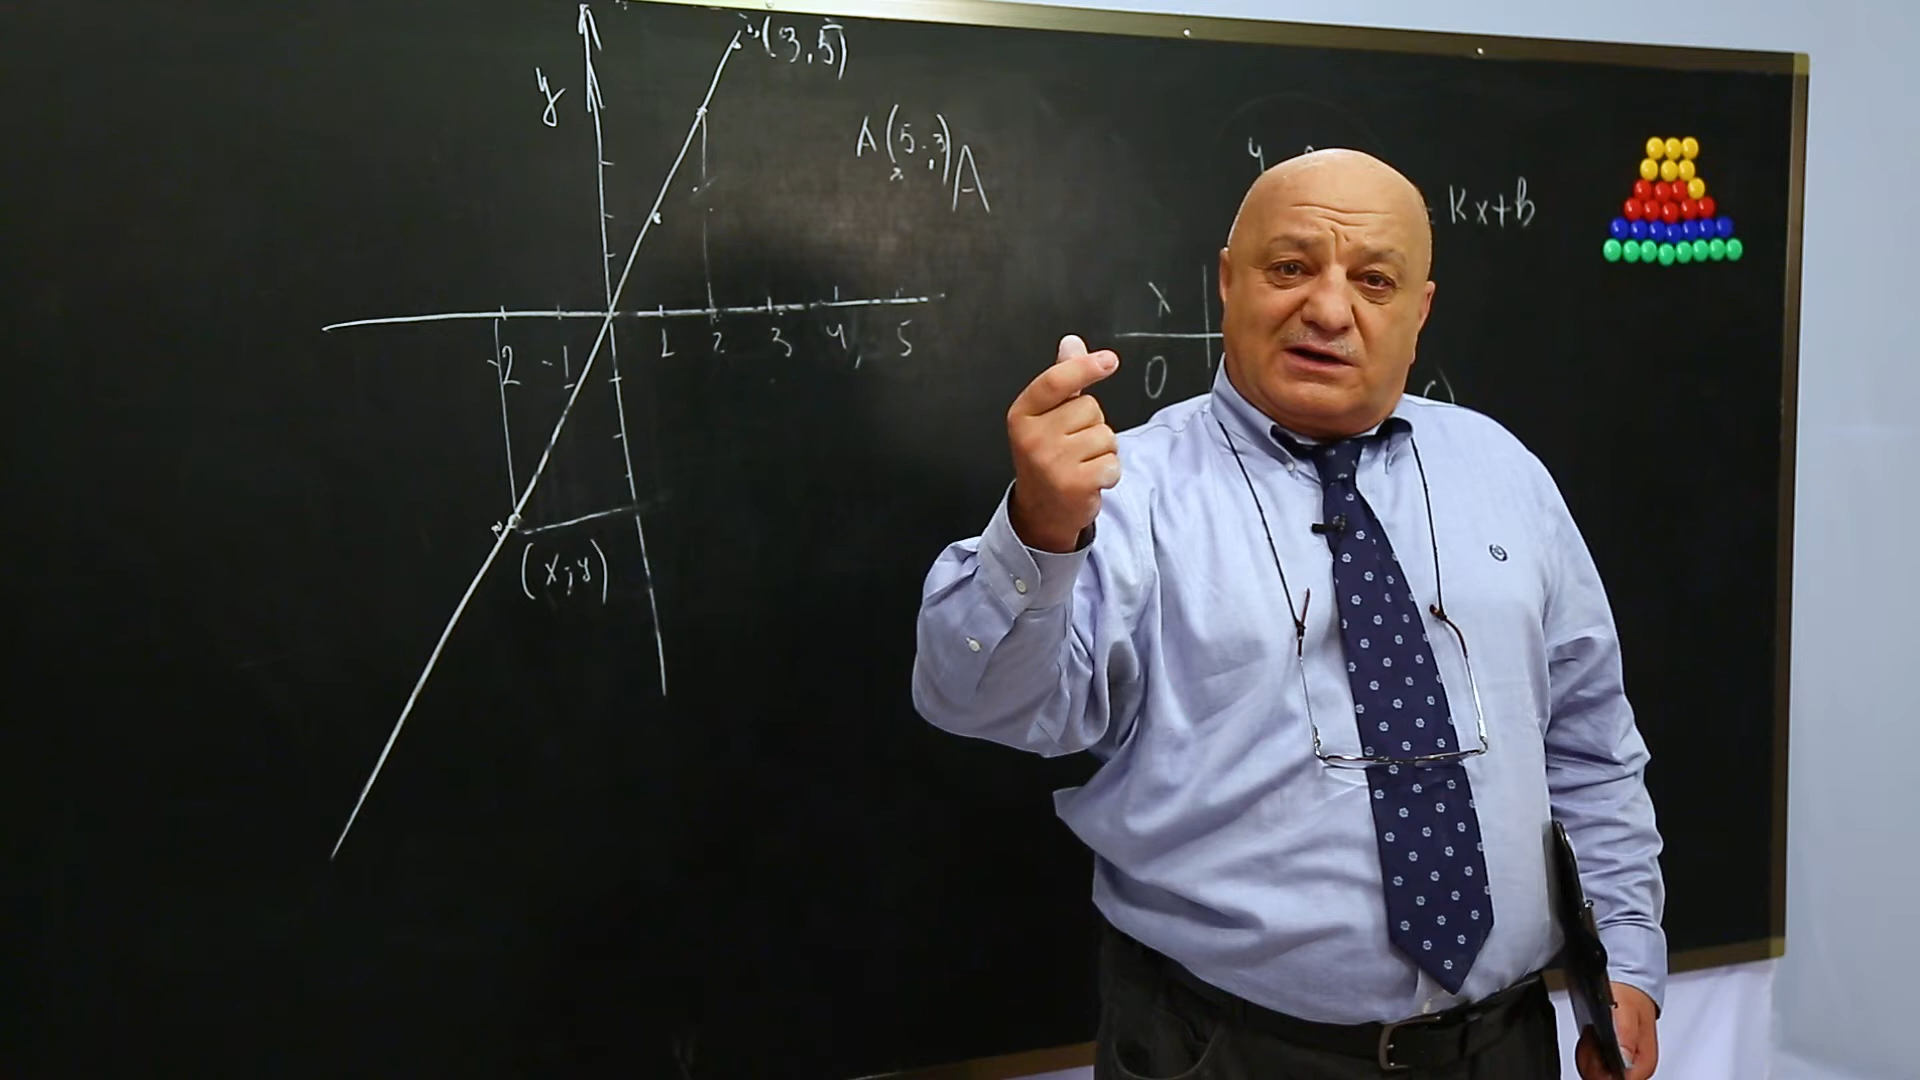 (3,5)
y
A(5;3)
x
A
y
= Kx+b
x
0
-2 -1 1 2 3 4, 5
(x;y)